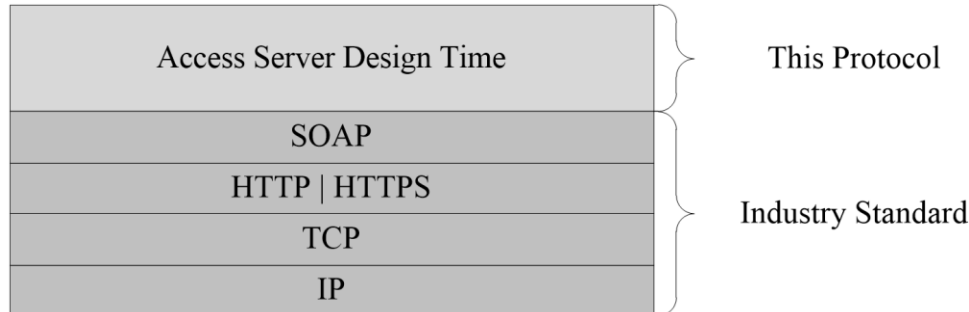 Access Server Design Time
This Protocol
SOAP
HTTP | HTTPS
TCP
IP
Industry Standard